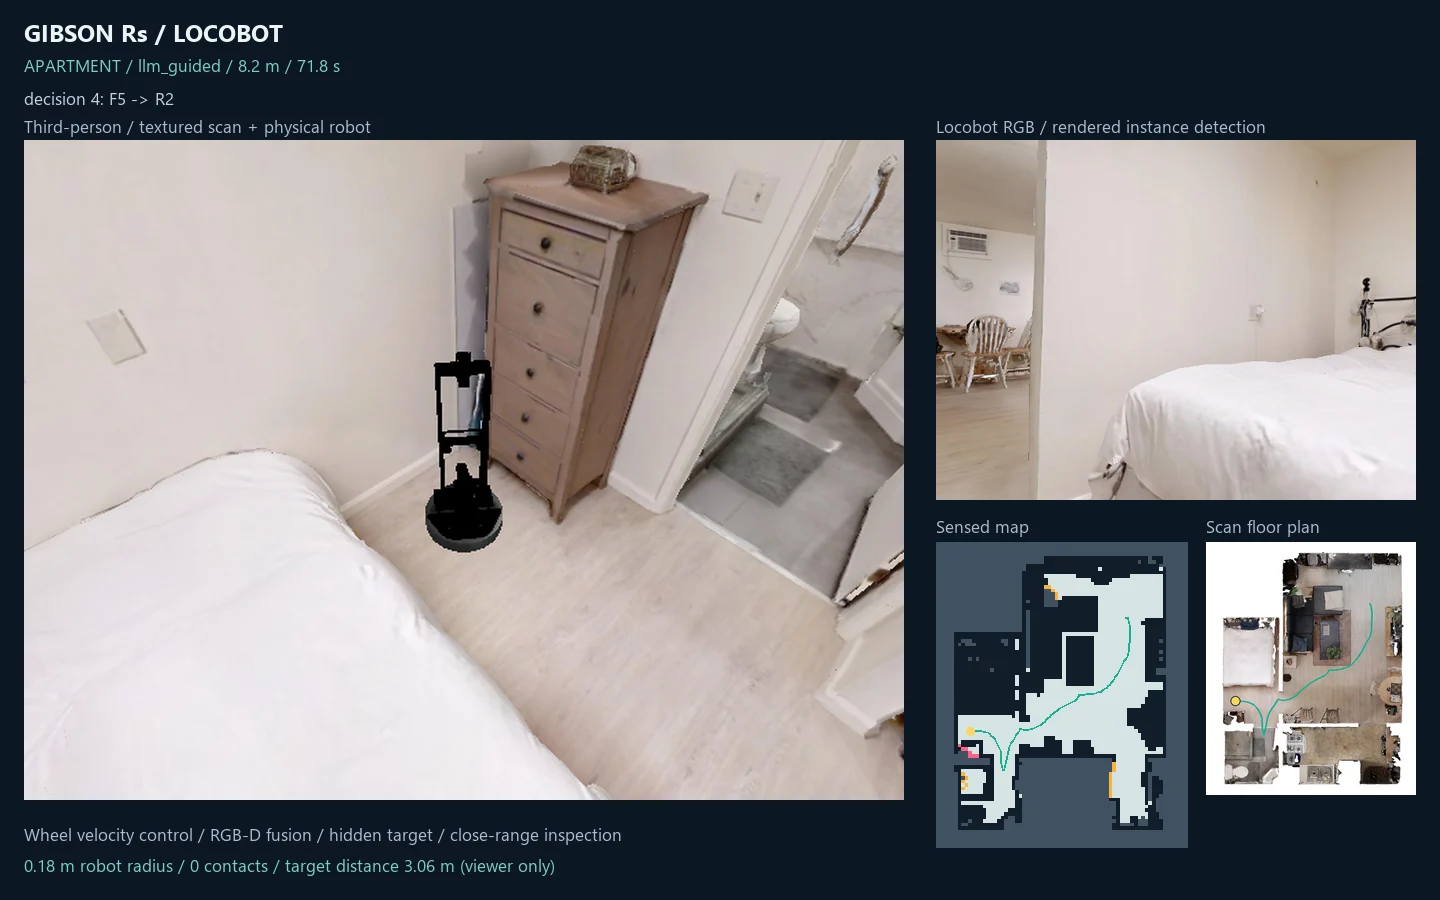 GIBSON Rs / LOCOBOT
APARTMENT / llm_guided / 8.2 m / 71.8 s
decision 4: F5 -> R2
Third-person / textured scan + physical robot
Locobot RGB / rendered instance detection
Sensed map
Scan floor plan
Wheel velocity control / RGB-D fusion / hidden target / close-range inspection
0.18 m robot radius / 0 contacts / target distance 3.06 m (viewer only)